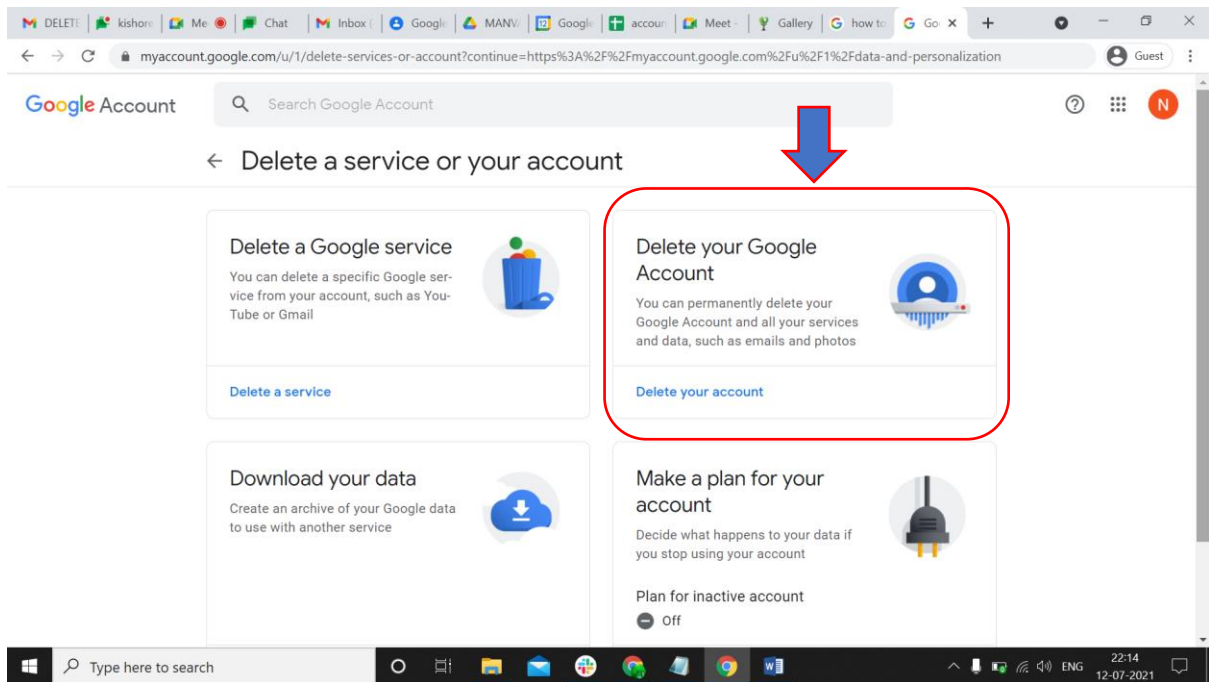 DELETE kishore Me Chat Inbox ( Google MANV Google accoun Meet - Gallery how to Go
myaccount.google.com/u/1/delete-services-or-account?continue=https%3A%2F%2Fmyaccount.google.com%2Fu%2F1%2Fdata-and-personalization Guest
Google Account Search Google Account N
Delete a service or your account
Delete a Google service
You can delete a specific Google ser-
vice from your account, such as You-
Tube or Gmail
Delete a service
Delete your Google
Account
You can permanently delete your
Google Account and all your services
and data, such as emails and photos
Delete your account
Download your data
Create an archive of your Google data
to use with another service
Make a plan for your
account
Decide what happens to your data if
you stop using your account
Plan for inactive account
Off
Type here to search ENG 22:14
12-07-2021